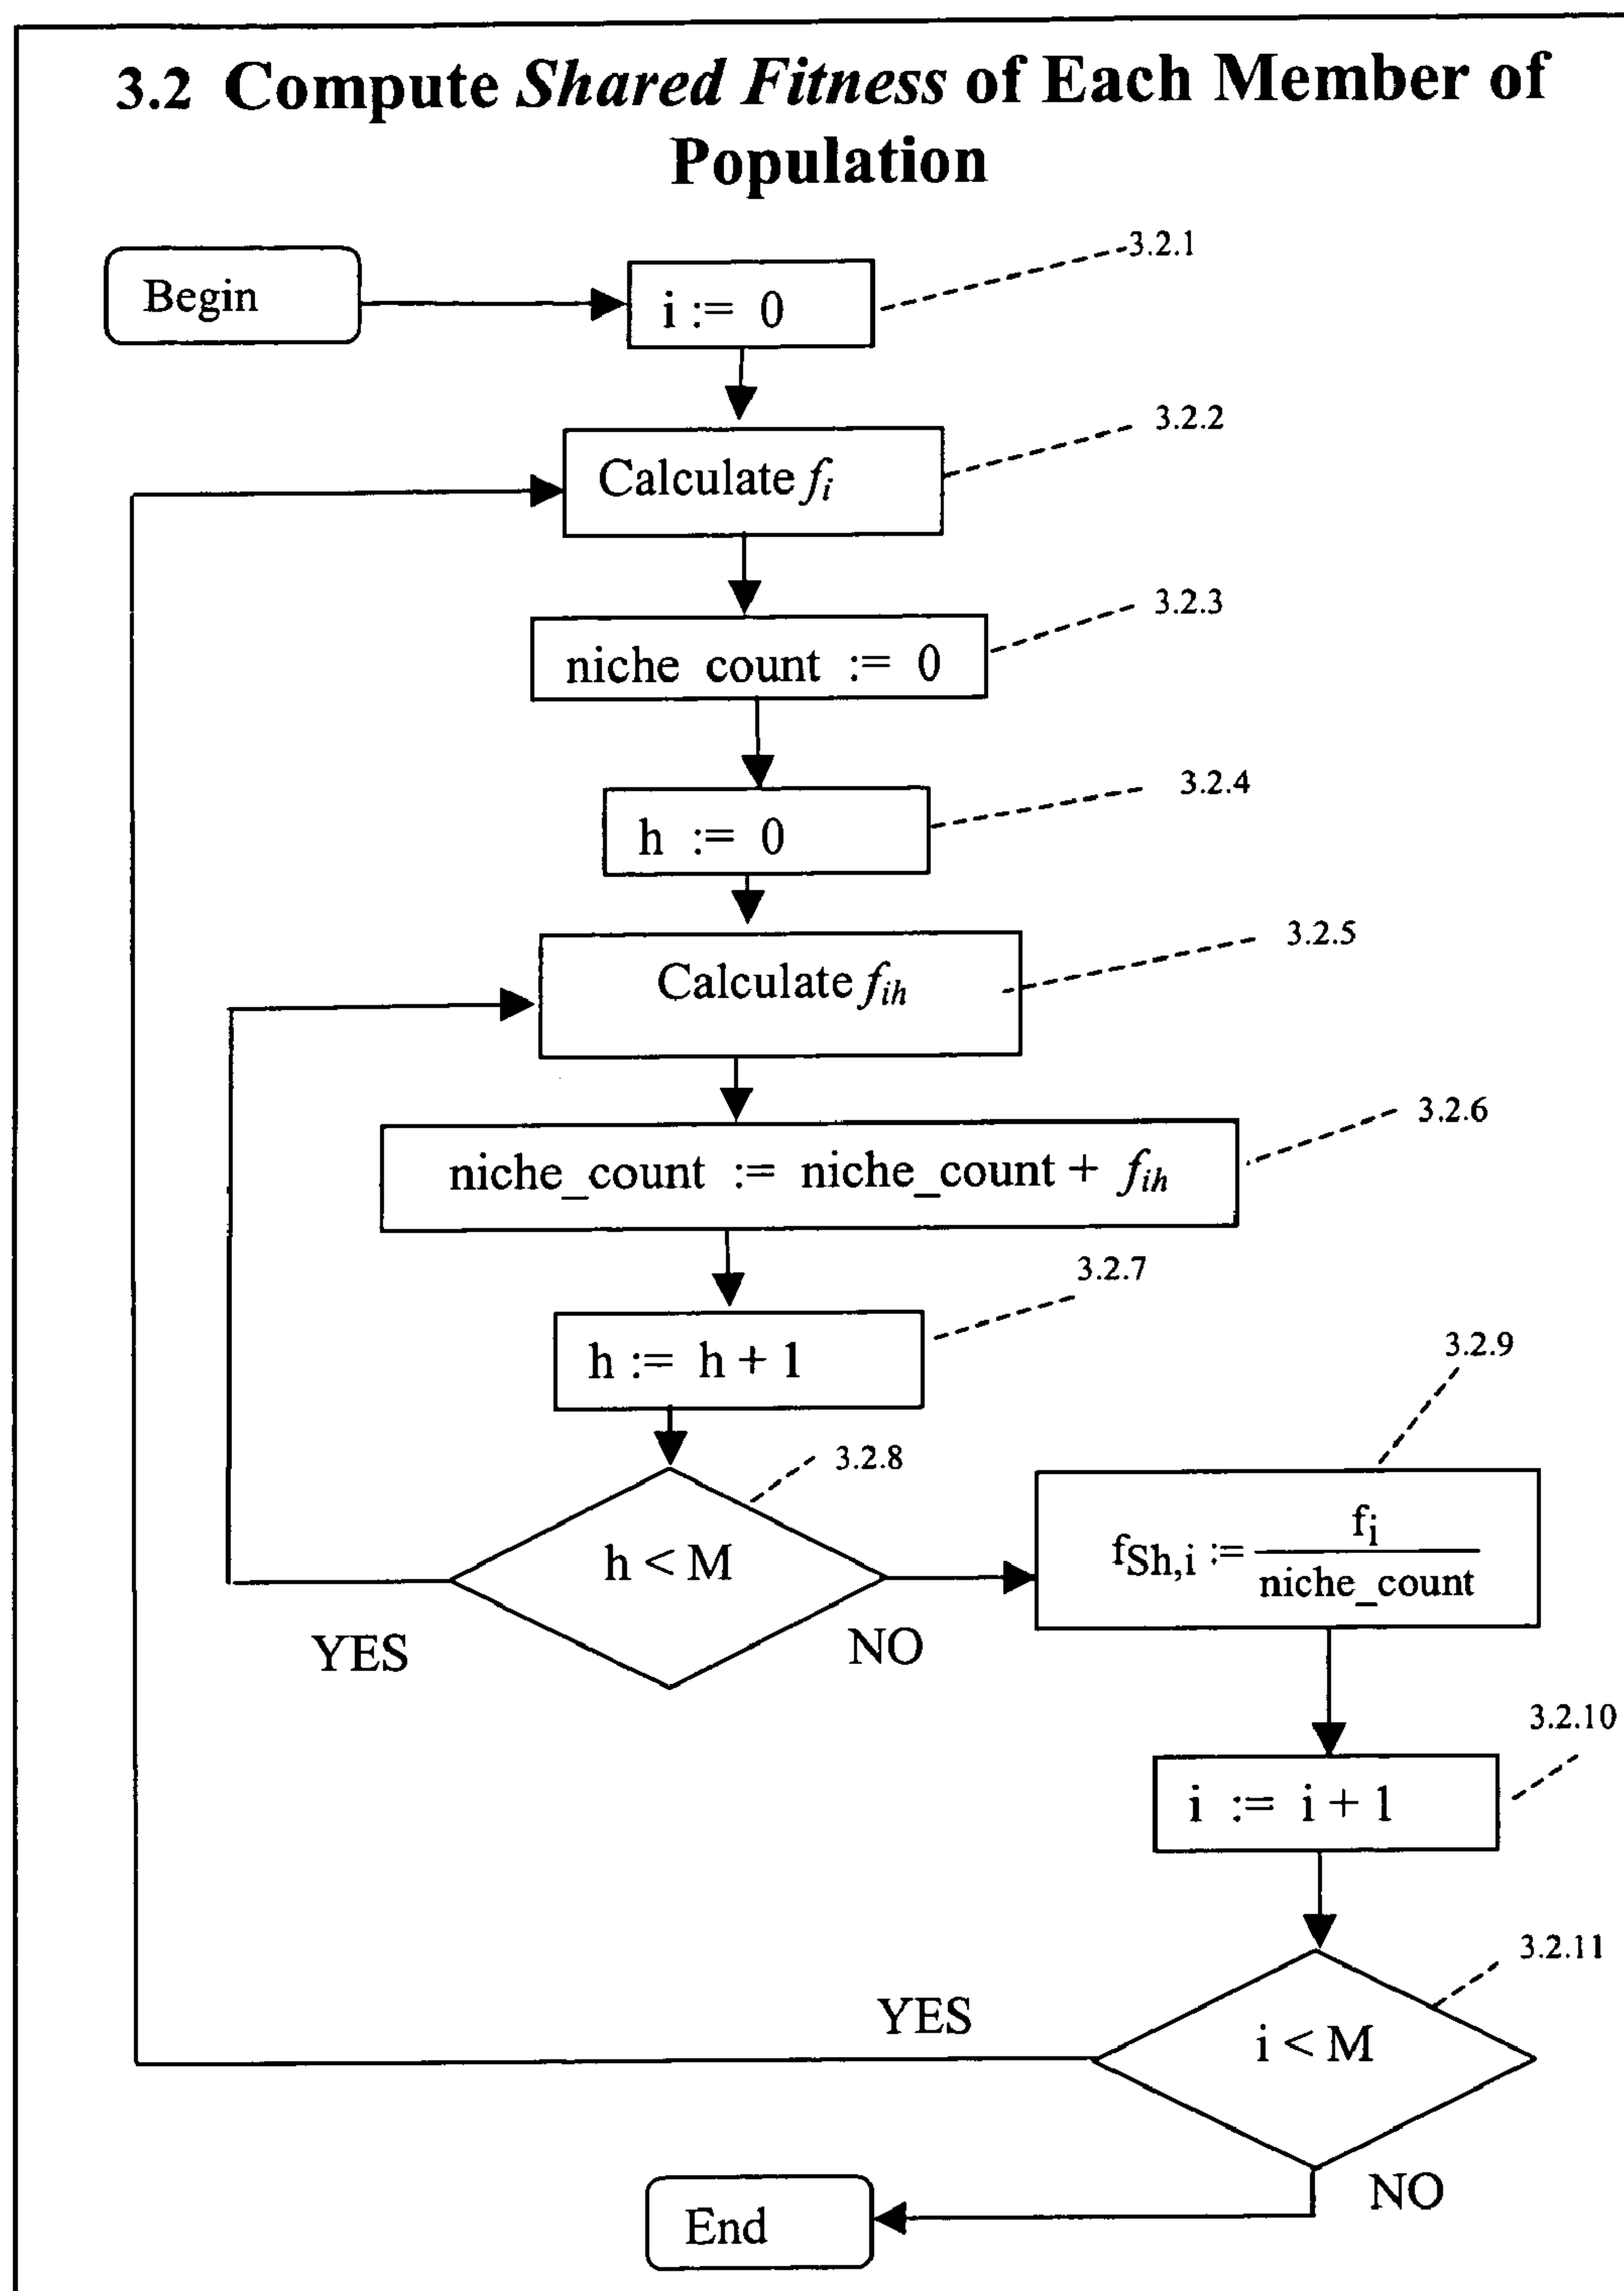 3.2 Compute Shared Fitness of Each Member of
Population
Begin
i := 0
3.2.1
Calculate fi
3.2.2
niche count := 0
3.2.3
h := 0
3.2.4
Calculate fih
3.2.5
niche_count := niche_count + fih
3.2.6
h := h + 1
3.2.7
h < M
3.2.8
YES
NO
fSh,i := fi
niche_count
3.2.9
i := i + 1
3.2.10
i < M
3.2.11
YES
NO
End